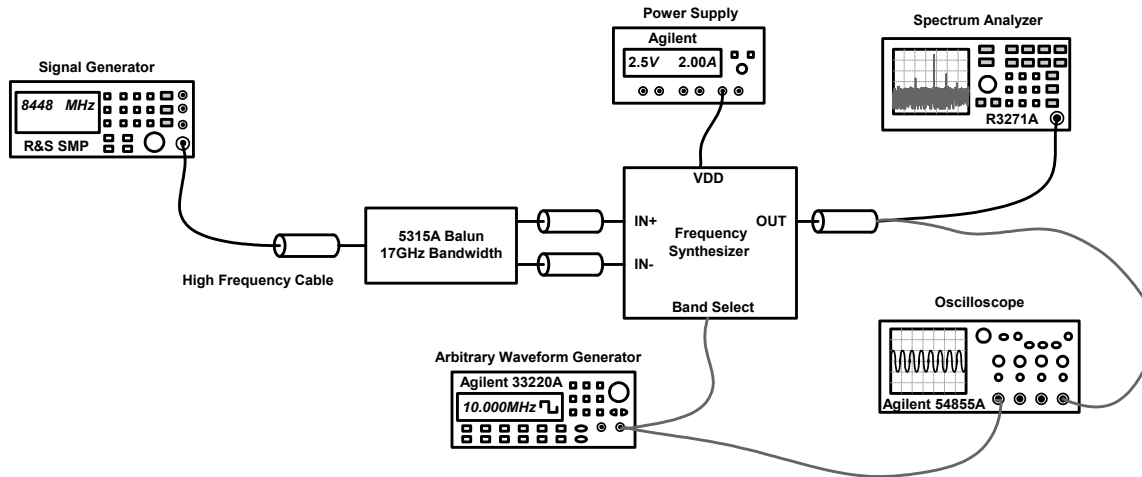 Power Supply
Agilent
2.5V 2.00A
Spectrum Analyzer
R3271A
Signal Generator
8448 MHz
R&S SMP
High Frequency Cable
5315A Balun
17GHz Bandwidth
VDD
IN+
IN-
Frequency
Synthesizer
OUT
Band Select
Arbitrary Waveform Generator
Agilent 33220A
10.000MHz
Oscilloscope
Agilent 54855A